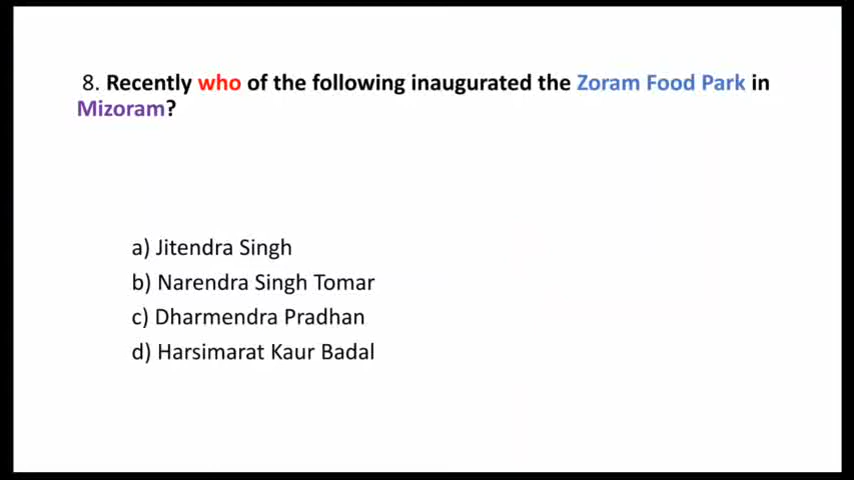 8. Recently who of the following inaugurated the Zoram Food Park in
Mizoram?
a) Jitendra Singh
b) Narendra Singh Tomar
c) Dharmendra Pradhan
d) Harsimarat Kaur Badal